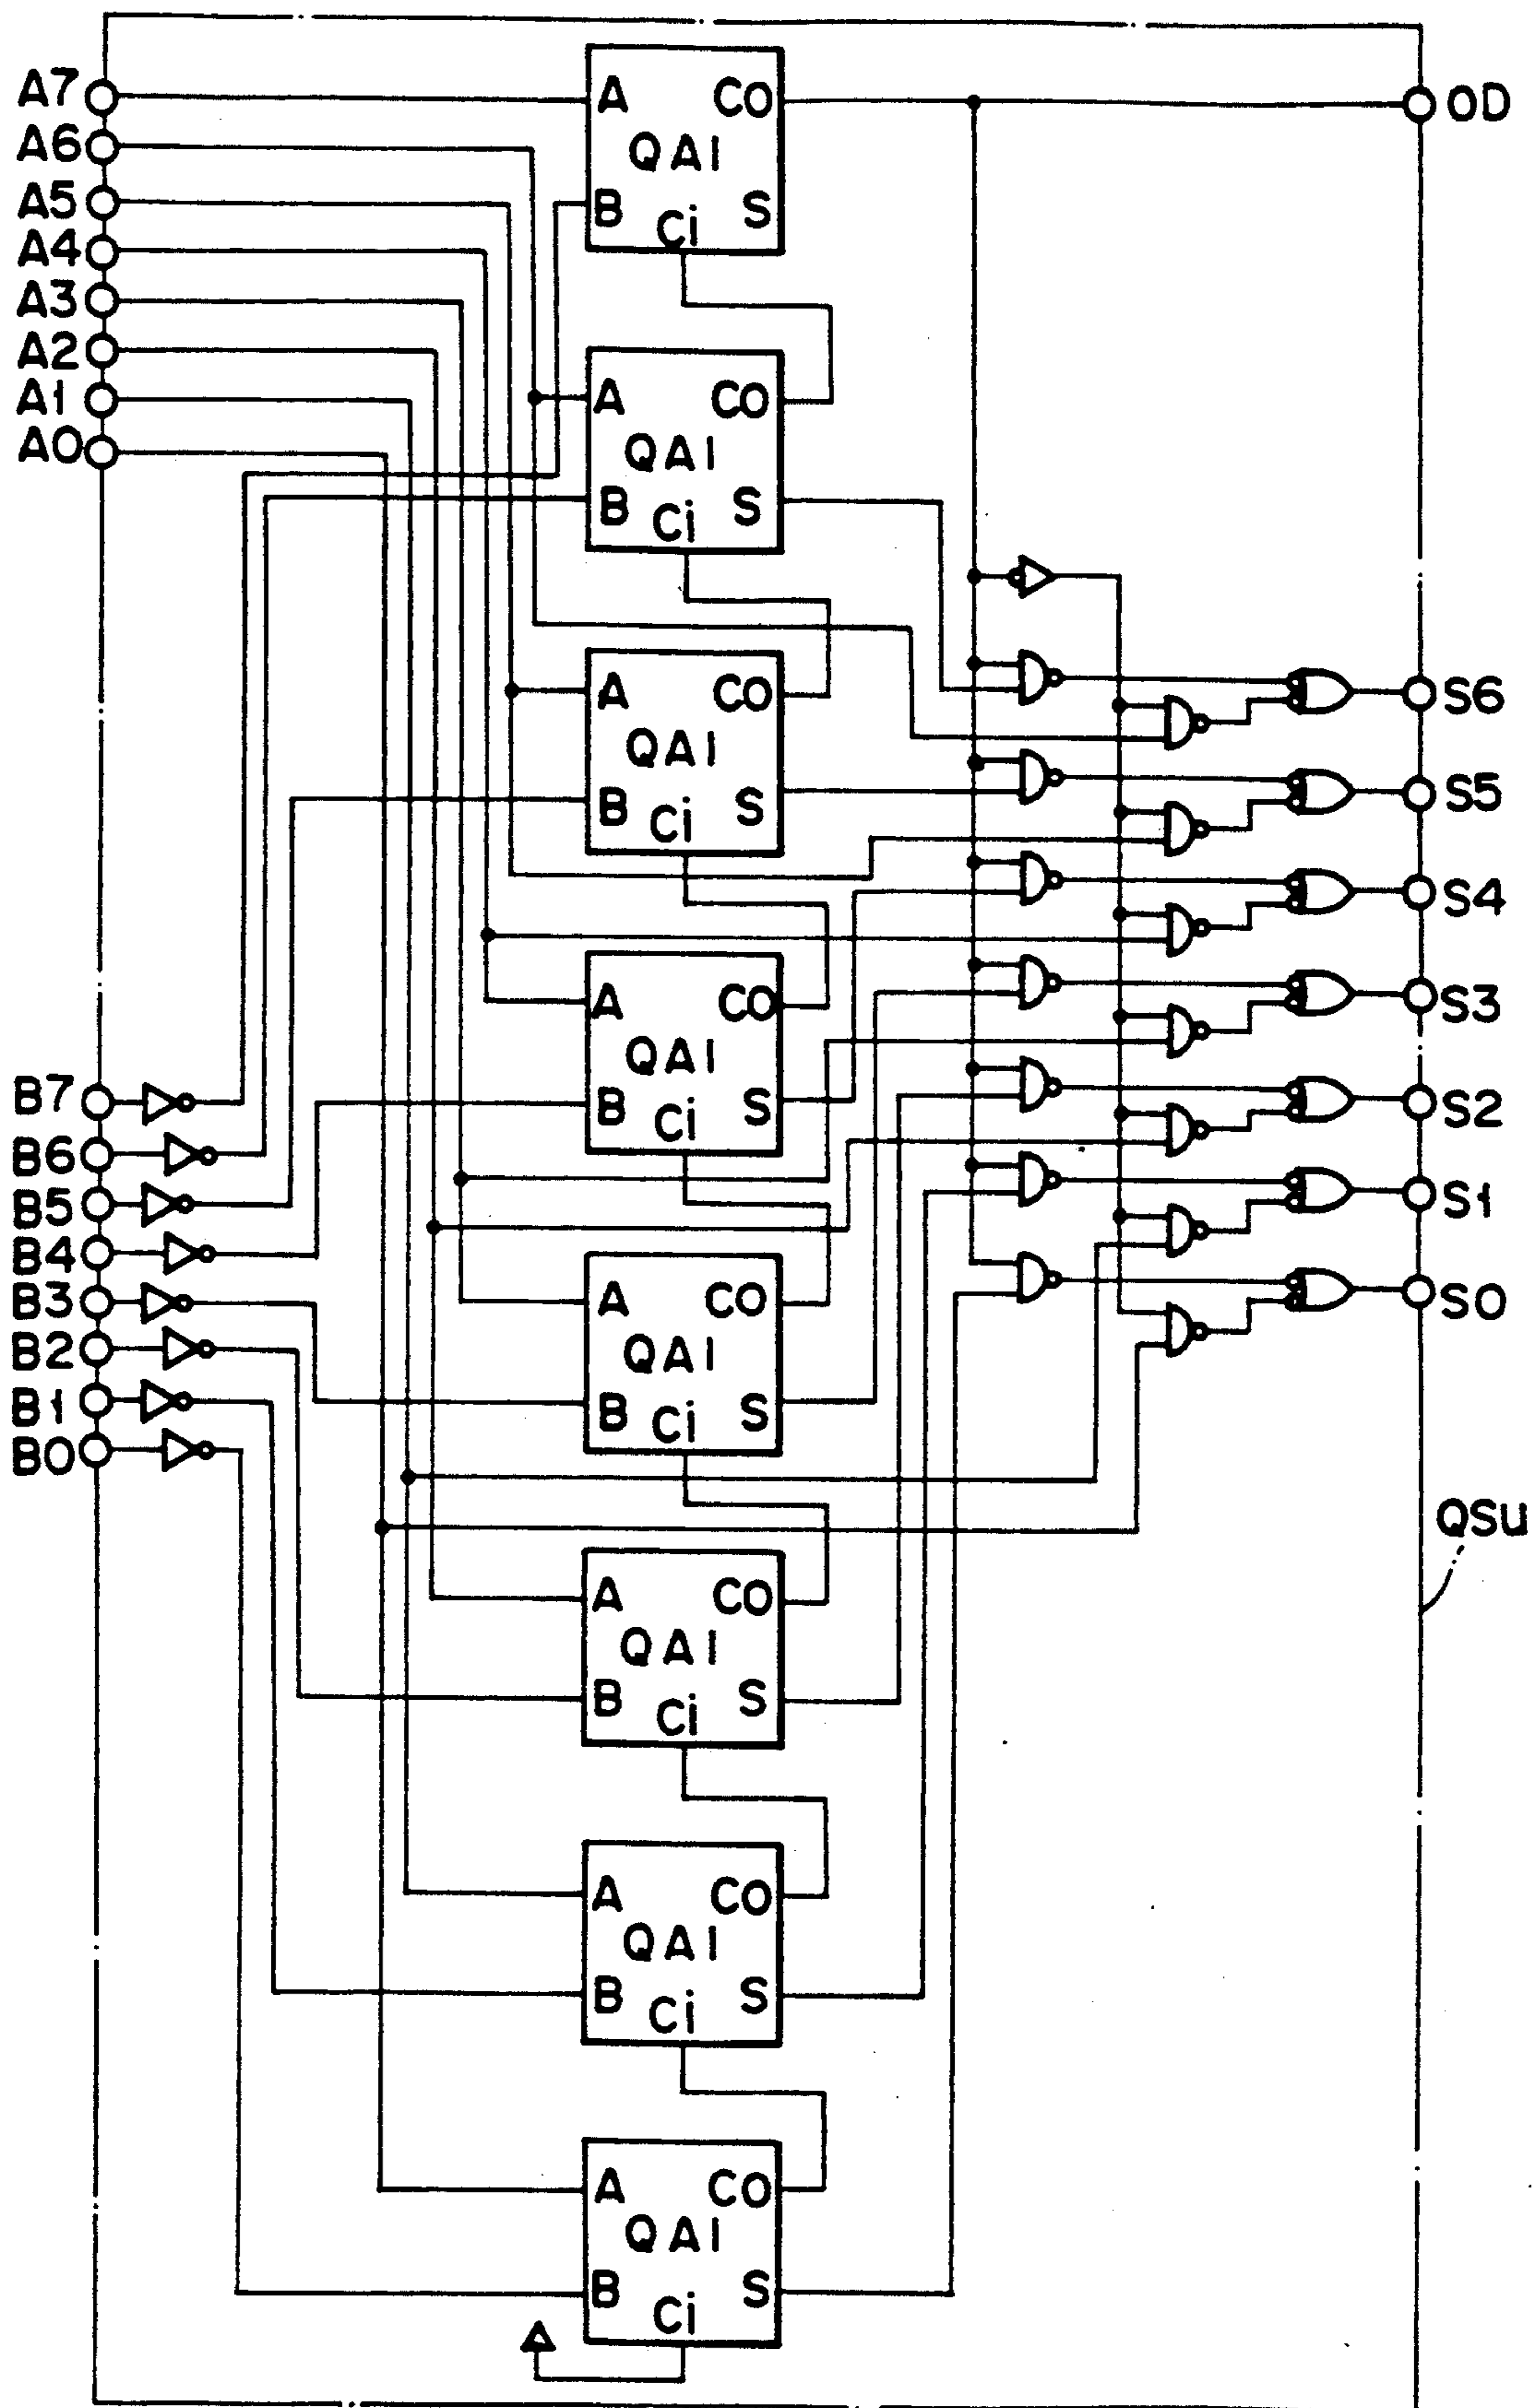 A7
A6
A5
A4
A3
A2
A1
A0
B7
B6
B5
B4
B3
B2
B1
B0
A CO
QA1
B Ci S
A CO
QA1
B Ci S
A CO
QA1
B Ci S
A CO
QA1
B Ci S
A CO
QA1
B Ci S
A CO
QA1
B Ci S
A CO
QA1
B Ci S
A CO
QA1
B Ci S
OD
S6
S5
S4
S3
S2
S1
S0
QSu